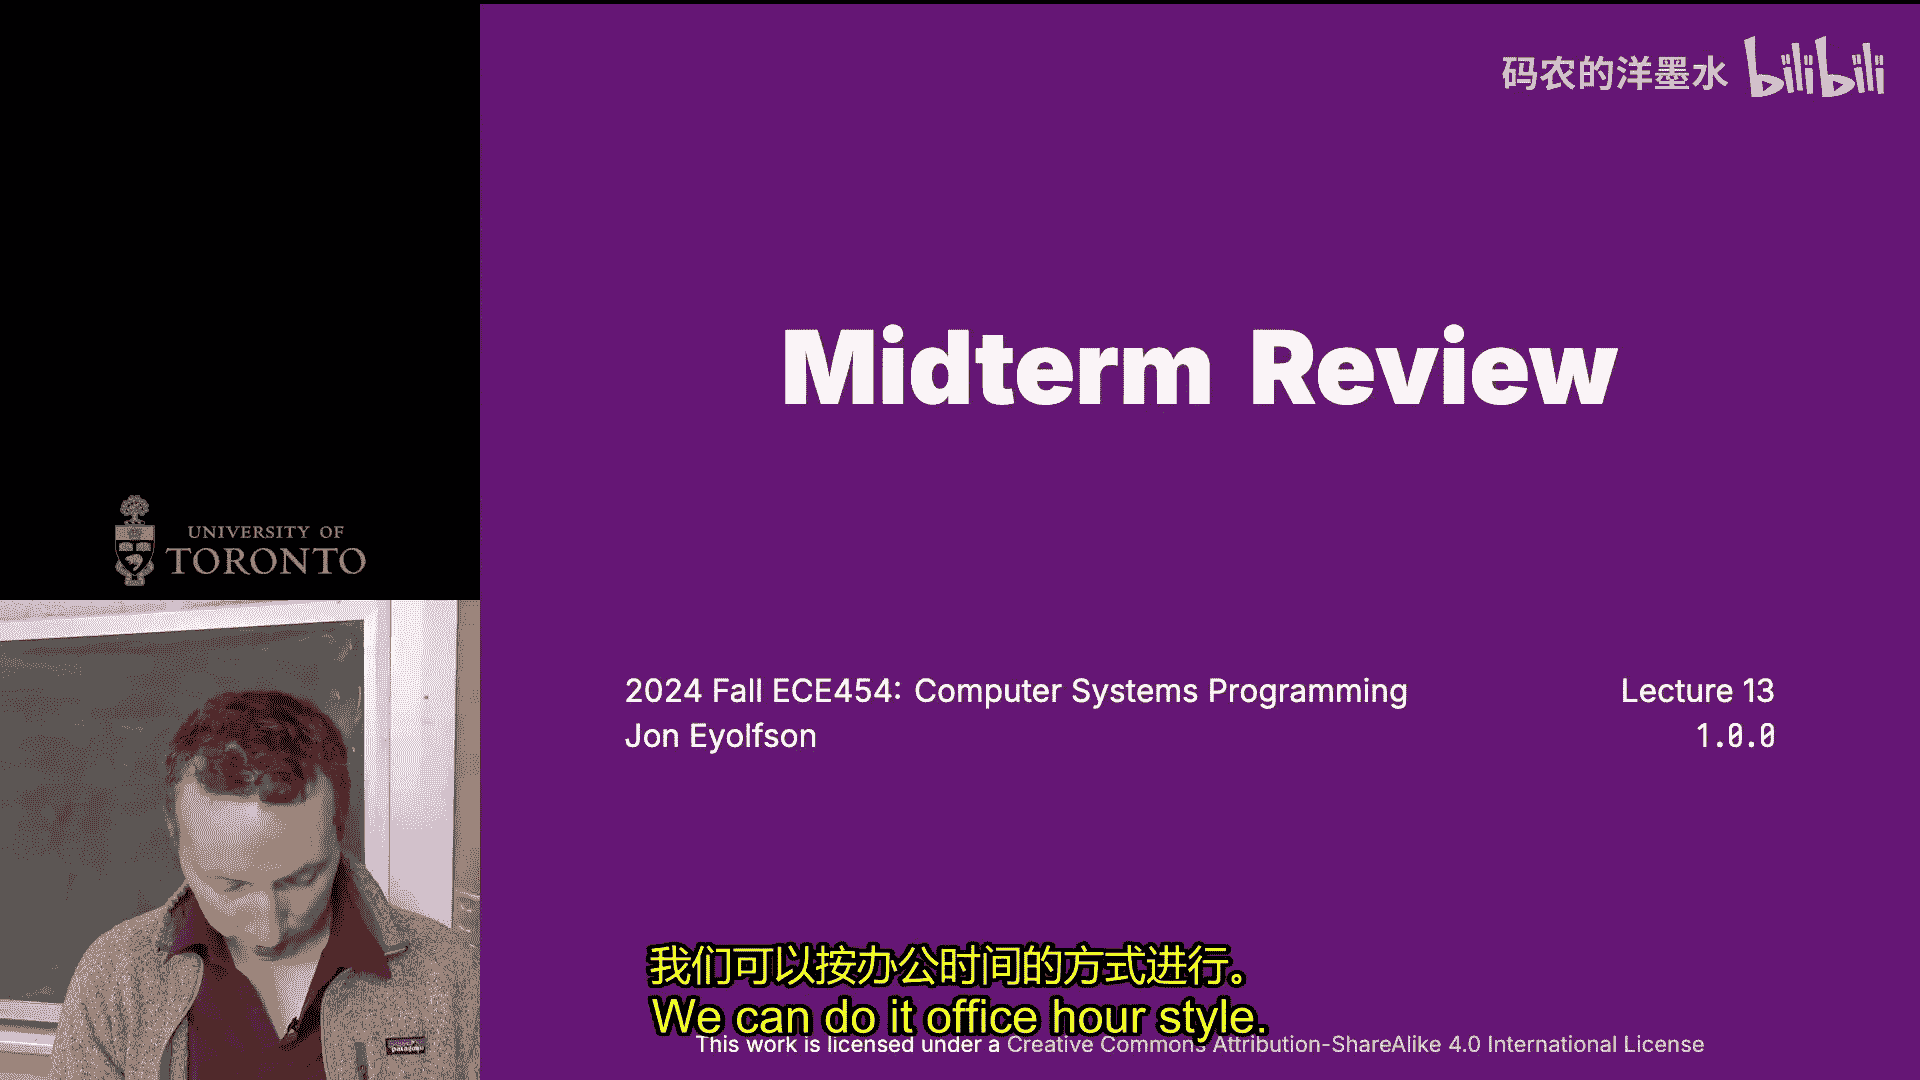 码农的洋墨水 bilibili
Midterm Review
UNIVERSITY OF
TORONTO
2024 Fall ECE454: Computer Systems Programming
Lecture 13
Jon Eyolfson
1.0.0
我们可以按办公时间的方式进行。
We can do it office hour style.
This work is licensed under a Creative Commons Attribution-ShareAlike 4.0 International License
patagonia